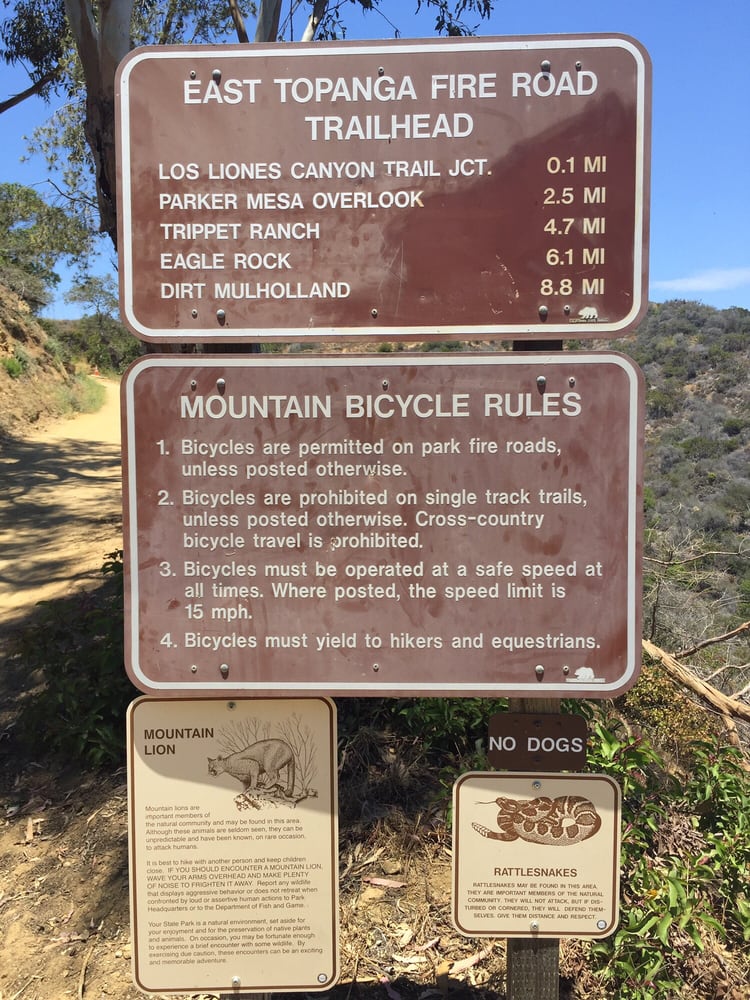 EAST TOPANGA FIRE ROAD
TRAILHEAD
LOS LIONES CANYON TRAIL JCT. 0.1 MI
PARKER MESA OVERLOOK 2.5 MI
TRIPPET RANCH 4.7 MI
EAGLE ROCK 6.1 MI
DIRT MULHOLLAND 8.8 MI
MOUNTAIN BICYCLE RULES
1. Bicycles are permitted on park fire roads,
unless posted otherwise.
2. Bicycles are prohibited on single track trails,
unless posted otherwise. Cross-country
bicycle travel is prohibited.
3. Bicycles must be operated at a safe speed at
all times. Where posted, the speed limit is
15 mph.
4. Bicycles must yield to hikers and equestrians.
MOUNTAIN
LION
Mountain lions are
important members of
the natural community and may be found in this area.
Although these animals are seldom seen, they can be
unpredictable and have been known, on rare occasion,
to attack humans.
It is best to hike with another person and keep children
close. IF YOU SHOULD ENCOUNTER A MOUNTAIN LION,
WAVE YOUR ARMS OVERHEAD AND MAKE PLENTY
OF NOISE TO FRIGHTEN IT AWAY. Report any wildlife
that displays aggressive behavior or does not retreat when
confronted by loud or assertive human actions to Park
Headquarters or to the Department of Fish and Game.
Your State Park is a natural environment, set aside for
your enjoyment and for the preservation of native plants
and animals. On occasion, you may be fortunate enough
to experience a brief encounter with some wildlife. By
exercising due caution, these encounters can be an exciting
and memorable adventure.
NO DOGS
RATTLESNAKES
RATTLESNAKES MAY BE FOUND IN THIS AREA.
THEY ARE IMPORTANT MEMBERS OF THE NATURAL
COMMUNITY. THEY WILL NOT ATTACK, BUT IF DIS-
TURBED OR CORNERED, THEY WILL DEFEND THEM-
SELVES. GIVE THEM DISTANCE AND RESPECT.